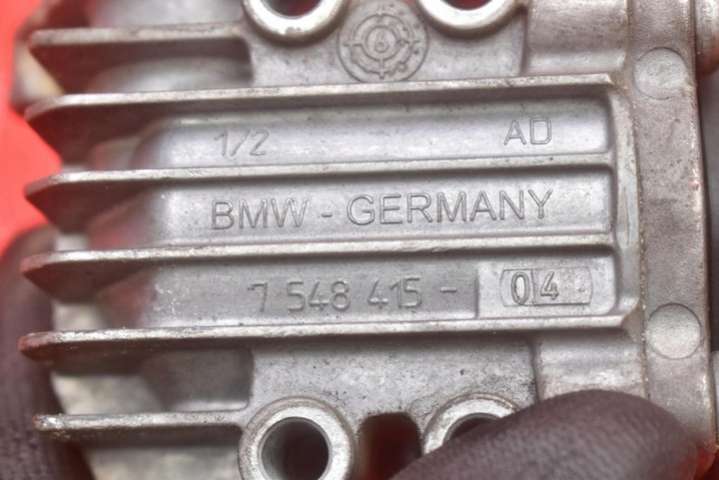 1/2 AD
BMW - GERMANY
7 548 415 - 04